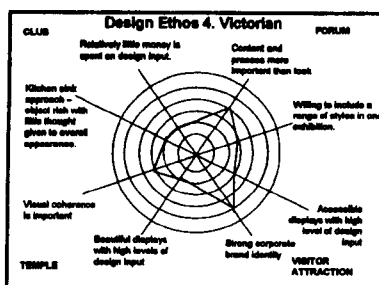 Design Ethos 4. Victorian
CLUB
FORUM
Relatively little money is
spent on design input.
Content and
process more
important than look
Kitchen sink
approach –
object rich with
little thought
given to overall
appearance.
Willing to include a
range of styles in one
exhibition.
Visual coherence
is important
Accessible
displays with high
level of design
input
Beautiful displays
with high levels of
design input
Strong corporate
brand identity
TEMPLE
VISITOR
ATTRACTION